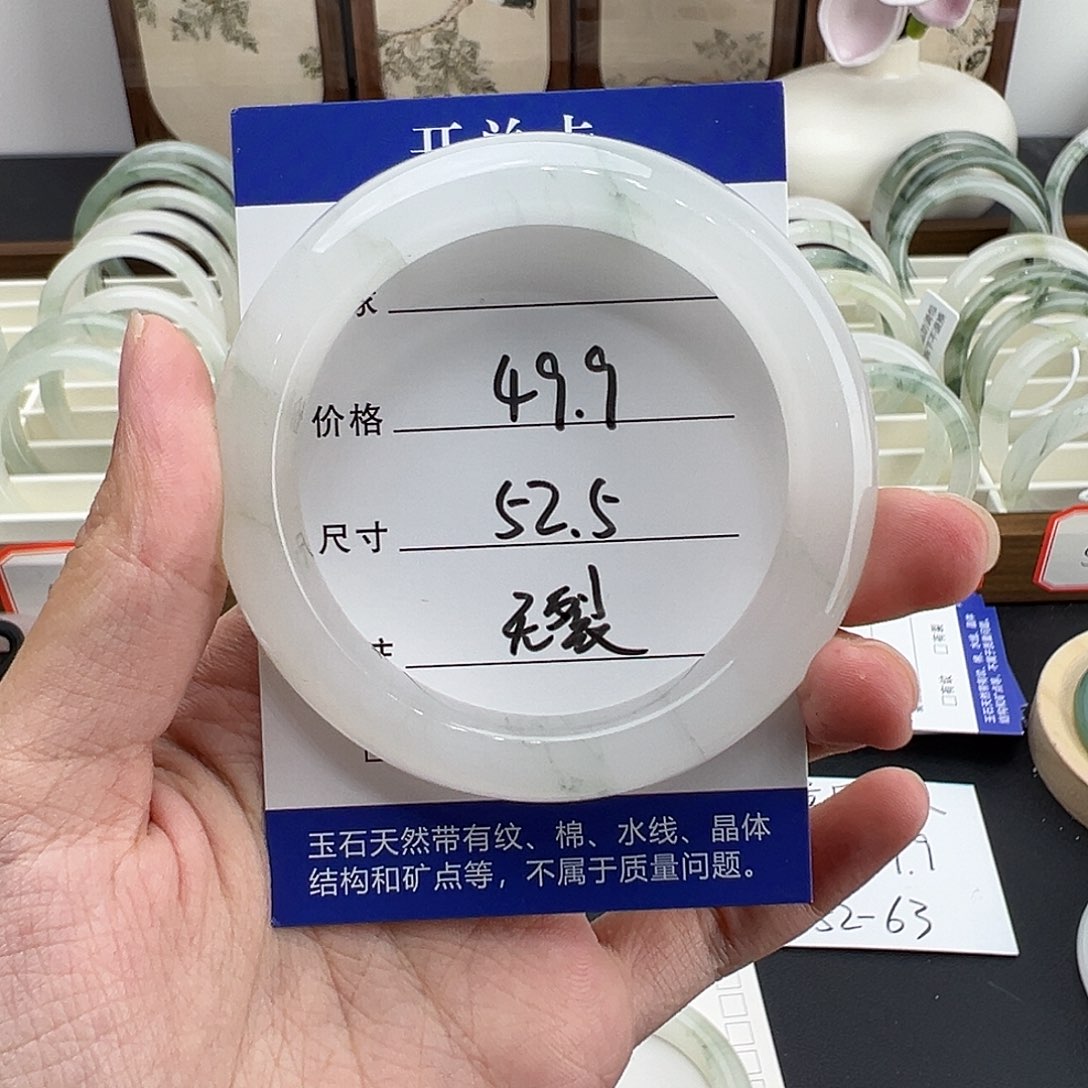 价格 49.9
尺寸 52.5
无裂
玉石天然带有纹、棉、水线、晶体
结构和矿点等，不属于质量问题。
52-63